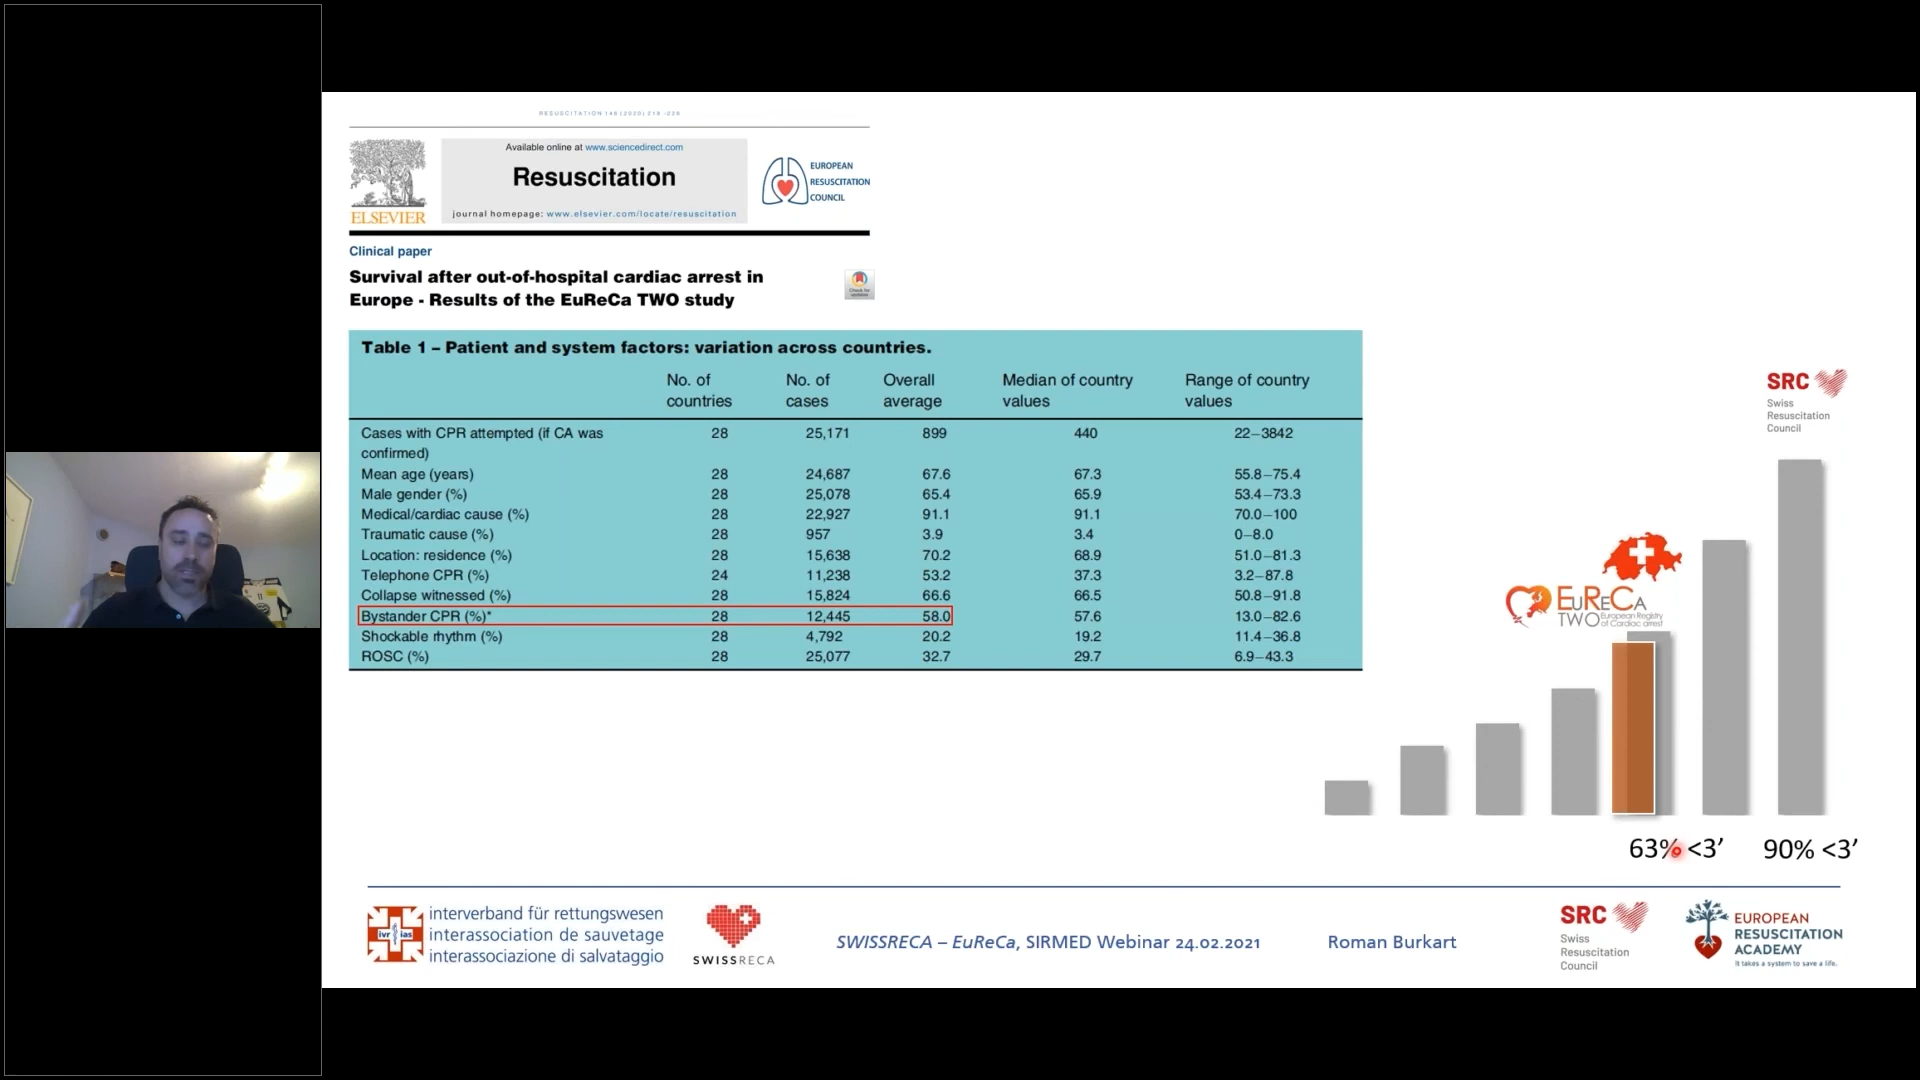 RESUSCITATION 148 (2020) 218–226
Available online at www.sciencedirect.com
Resuscitation
journal homepage: www.elsevier.com/locate/resuscitation
ELSEVIER
EUROPEAN
RESUSCITATION
COUNCIL
Clinical paper
Survival after out-of-hospital cardiac arrest in
Europe - Results of the EuReCa TWO study
Check for
updates
Table 1 – Patient and system factors: variation across countries.
No. of countries No. of cases Overall average Median of country values Range of country values
Cases with CPR attempted (if CA was confirmed) 28 25,171 899 440 22–3842
Mean age (years) 28 24,687 67.6 67.3 55.8–75.4
Male gender (%) 28 25,078 65.4 65.9 53.4–73.3
Medical/cardiac cause (%) 28 22,927 91.1 91.1 70.0–100
Traumatic cause (%) 28 957 3.9 3.4 0–8.0
Location: residence (%) 28 15,638 70.2 68.9 51.0–81.3
Telephone CPR (%) 24 11,238 53.2 37.3 3.2–87.8
Collapse witnessed (%) 28 15,824 66.6 66.5 50.8–91.8
Bystander CPR (%)* 28 12,445 58.0 57.6 13.0–82.6
Shockable rhythm (%) 28 4,792 20.2 19.2 11.4–36.8
ROSC (%) 28 25,077 32.7 29.7 6.9–43.3
SRC
Swiss
Resuscitation
Council
EuReCa
TWO European Registry
of Cardiac arrest
63% <3’ 90% <3’
ivr ias
interverband für rettungswesen
interassociation de sauvetage
interassociazione di salvataggio
SWISSRECA
SWISSRECA – EuReCa, SIRMED Webinar 24.02.2021
Roman Burkart
SRC
Swiss
Resuscitation
Council
EUROPEAN
RESUSCITATION
ACADEMY
It takes a system to save a life.